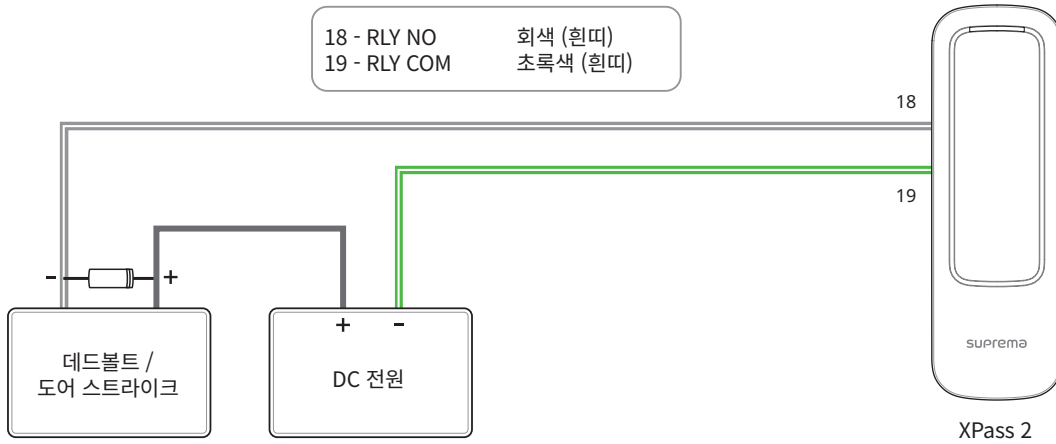 18 - RLY NO 회색 (흰띠)
19 - RLY COM 초록색 (흰띠)
18
19
- +
+ -
데드볼트 /
도어 스트라이크
DC 전원
suprema
XPass 2